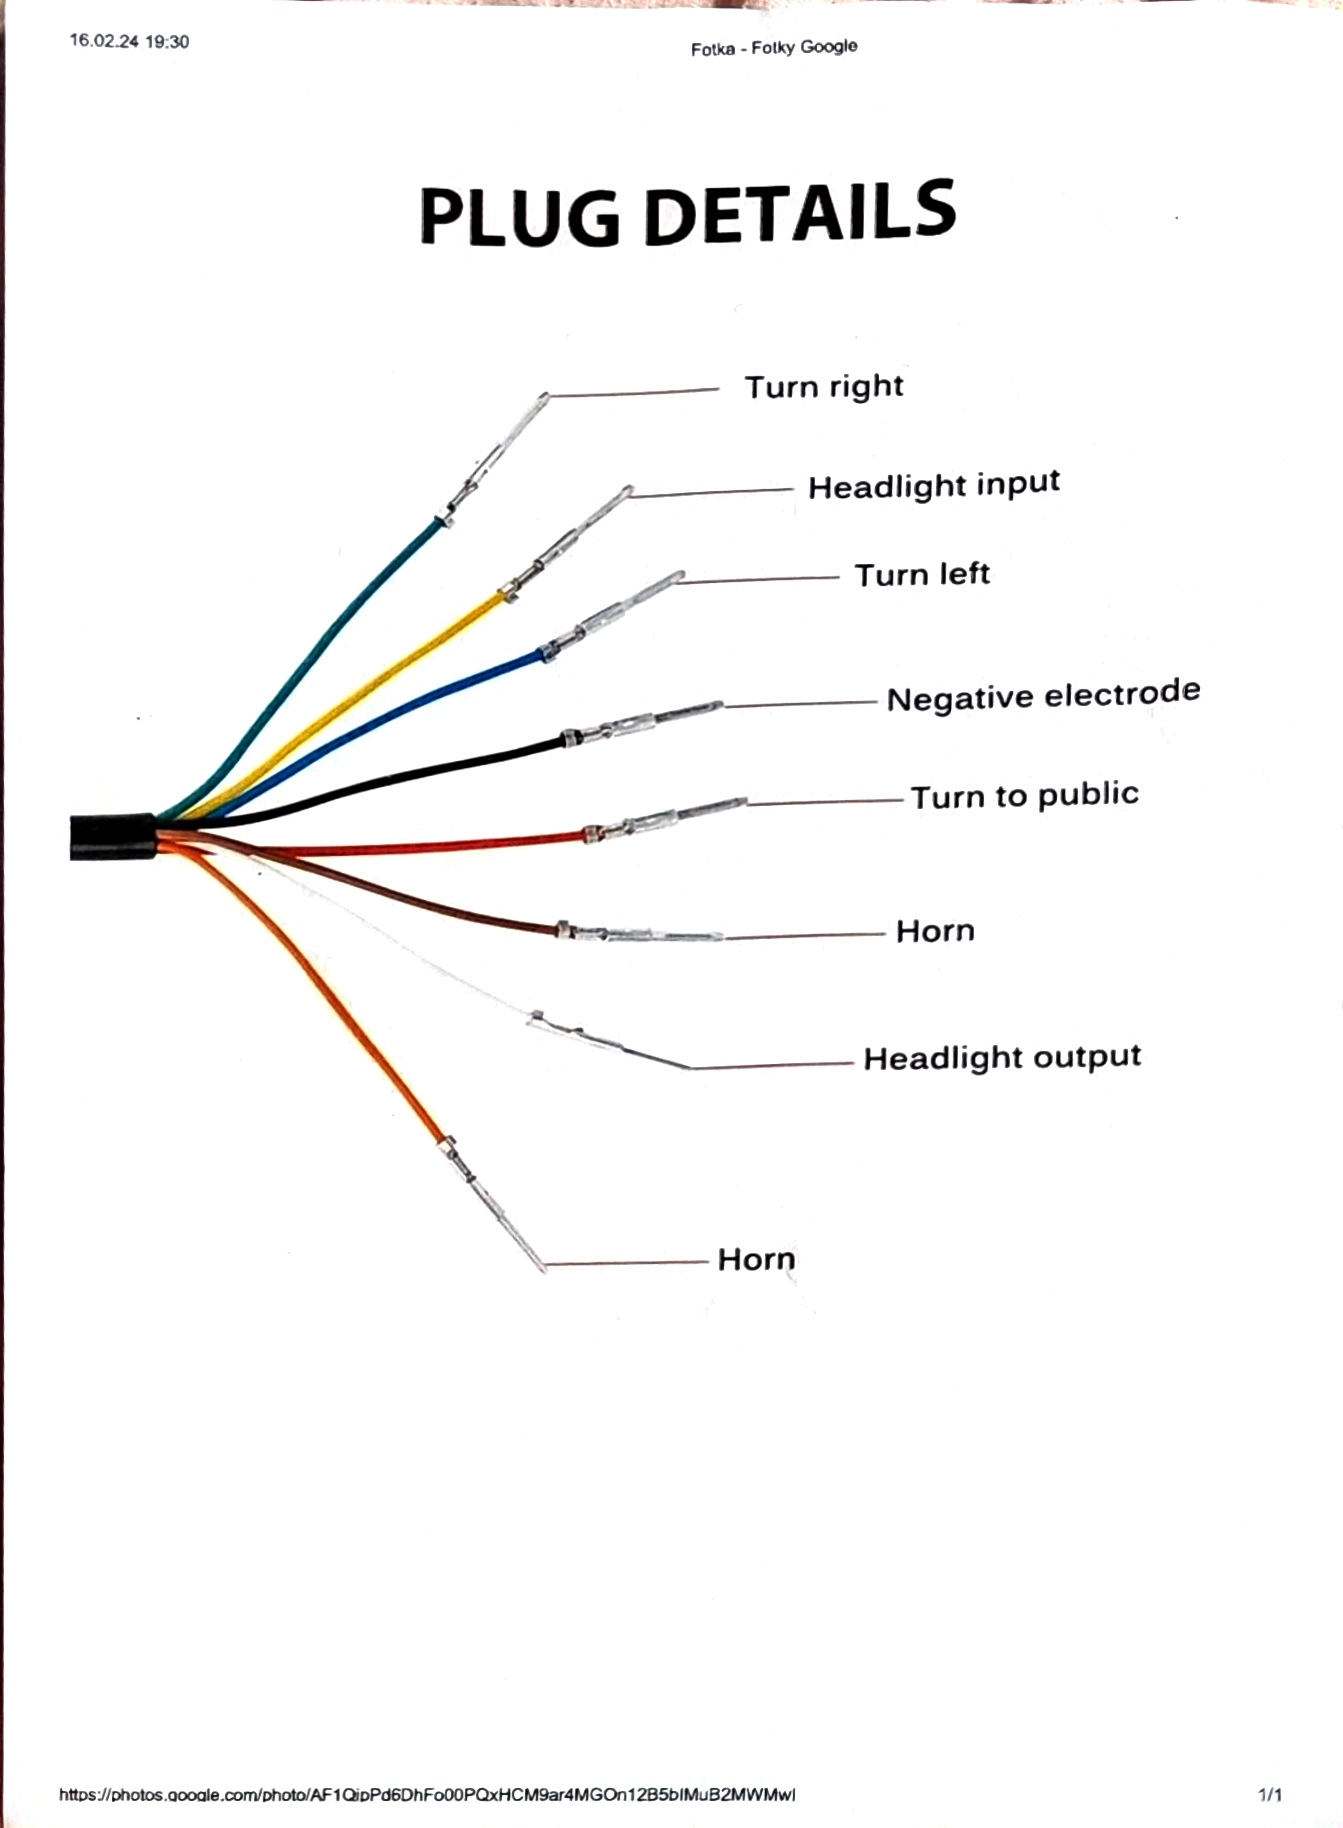 16.02.24 19:30
Fotka - Fotky Google
PLUG DETAILS
Turn right
Headlight input
Turn left
Negative electrode
Turn to public
Horn
Headlight output
Horn
https://photos.google.com/photo/AF1QipPd6DhFo00PQxHCM9ar4MGOn12B5bIMuB2MWMwI
1/1